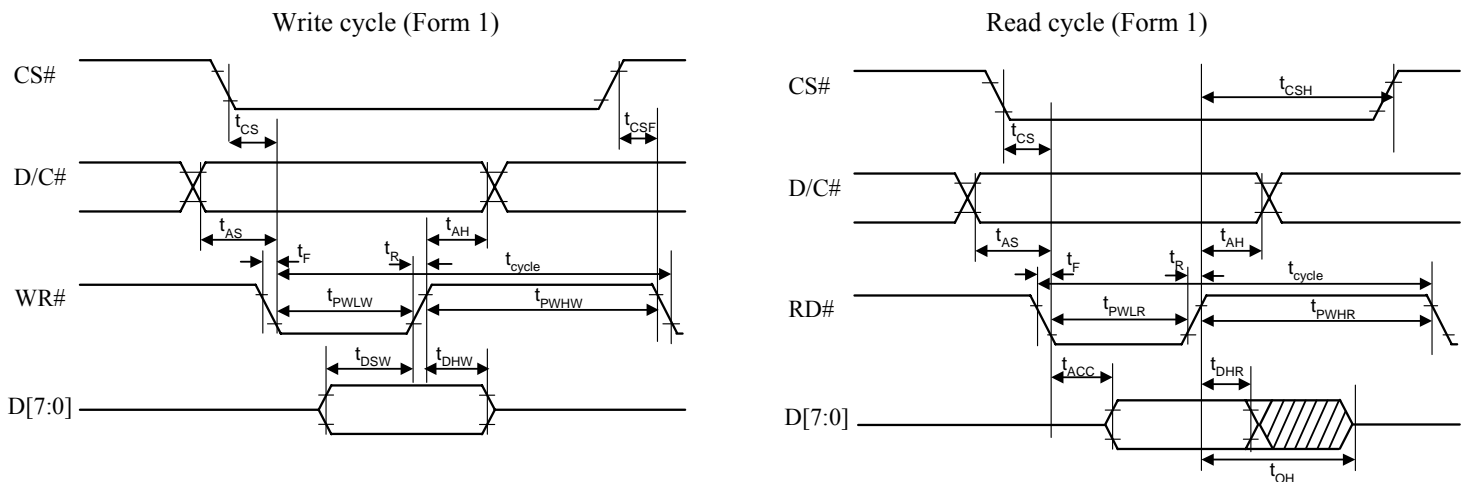 Write cycle (Form 1)
CS#
tCS
tCSF
D/C#
tAS
tAH
tF
tR
tcycle
WR#
tPWLW
tPWHW
tDSW
tDHW
D[7:0]
Read cycle (Form 1)
CS#
tCSH
tCS
D/C#
tAS
tAH
tF
tR
tcycle
RD#
tPWLR
tPWHR
tACC
tDHR
D[7:0]
tOH